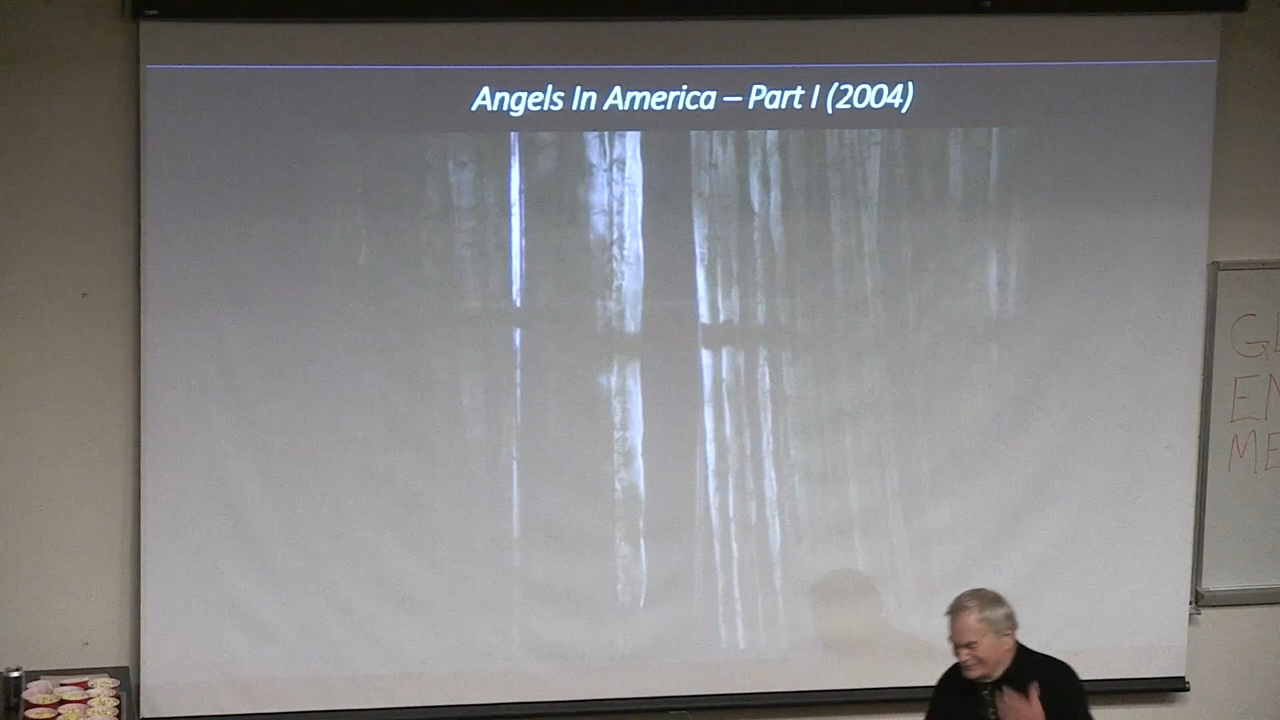 Angels In America – Part I (2004)